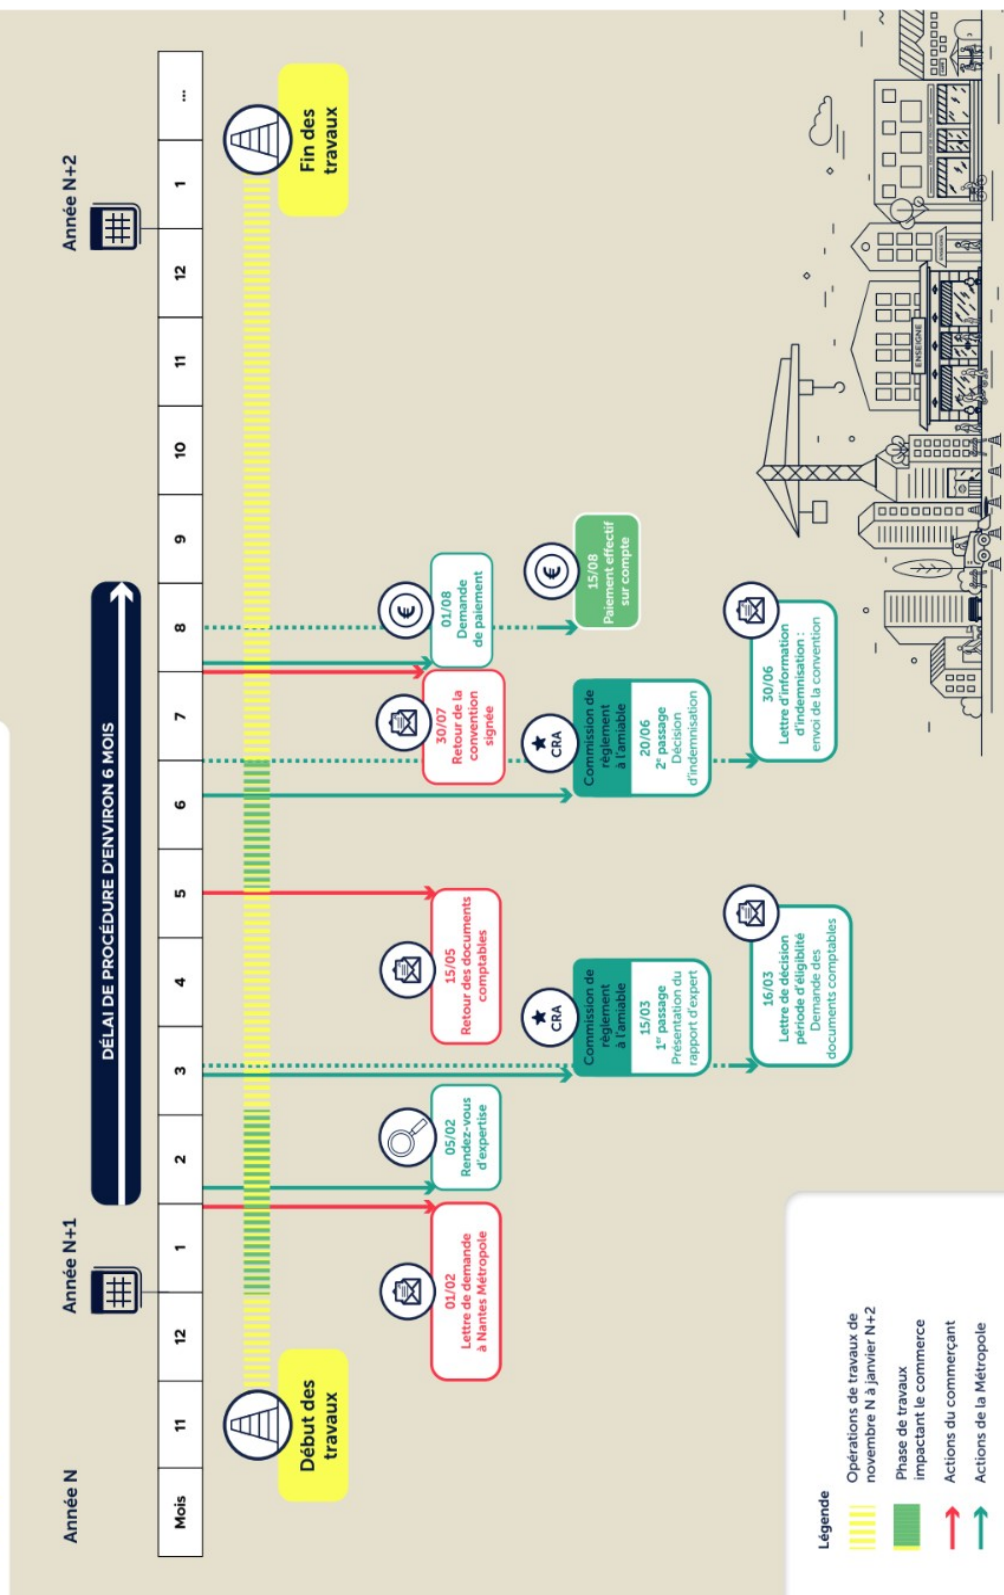 Année N
Année N+1
Année N+2
DÉLAI DE PROCÉDURE D'ENVIRON 6 MOIS
Mois
11
12
1
2
3
4
5
6
7
8
9
10
11
12
1
...
Début des
travaux
Fin des
travaux
01/02
Lettre de demande
à Nantes Métropole
05/02
Rendez-vous
d'expertise
15/05
Retour des documents
comptables
30/07
Retour de la
convention
signée
01/08
Demande
de paiement
€
CRA
Commission de
règlement
à l'amiable
15/03
1er passage
Présentation du
rapport d'expert
CRA
Commission de
règlement
à l'amiable
20/06
2e passage
Décision
d'indemnisation
€
15/08
Paiement effectif
sur compte
16/03
Lettre de décision
période d'éligiblité
Demande des
documents comptables
30/06
Lettre d'information
d'indemnisation :
envoi de la convention
Légende
Opérations de travaux de
novembre N à janvier N+2
Phase de travaux
impactant le commerce
Actions du commerçant
Actions de la Métropole
ENSEIGNE
ENSEIGNE